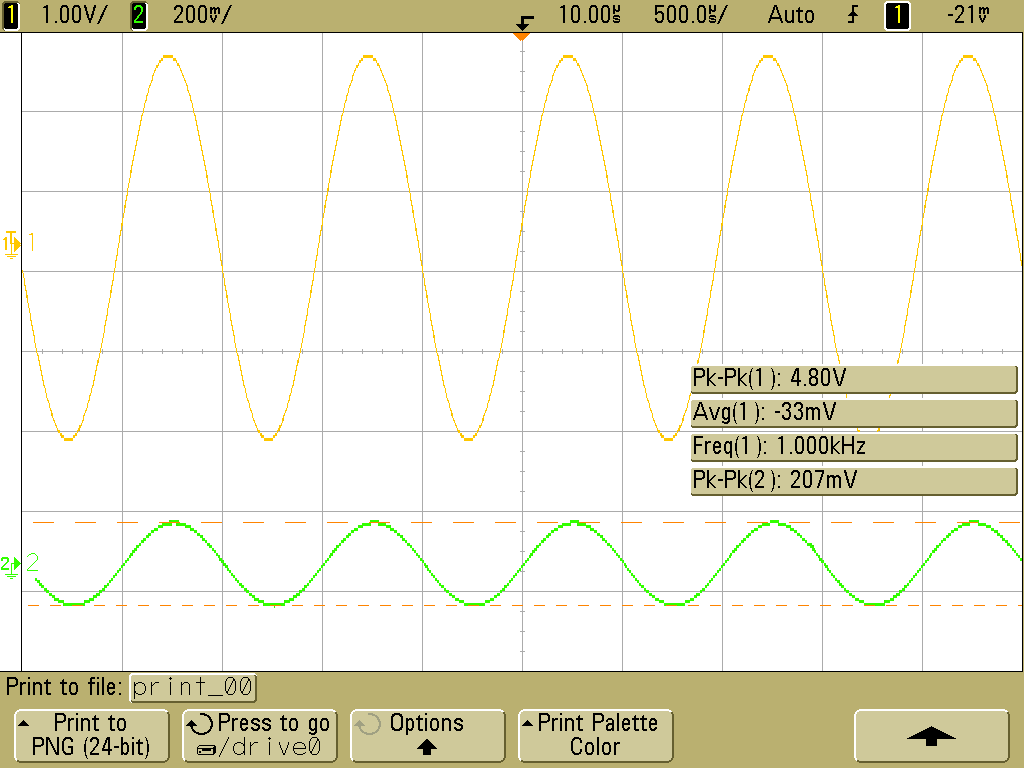 1 1.00V/ 2 200mV/ 10.00µs 500.0µs/ Auto 1 -21mV
1
Pk-Pk(1): 4.80V
Avg(1): -33mV
Freq(1): 1.000kHz
Pk-Pk(2): 207mV
2
Print to file: print_00
Print to
PNG (24-bit)
Press to go
/drive0
Options
Print Palette
Color